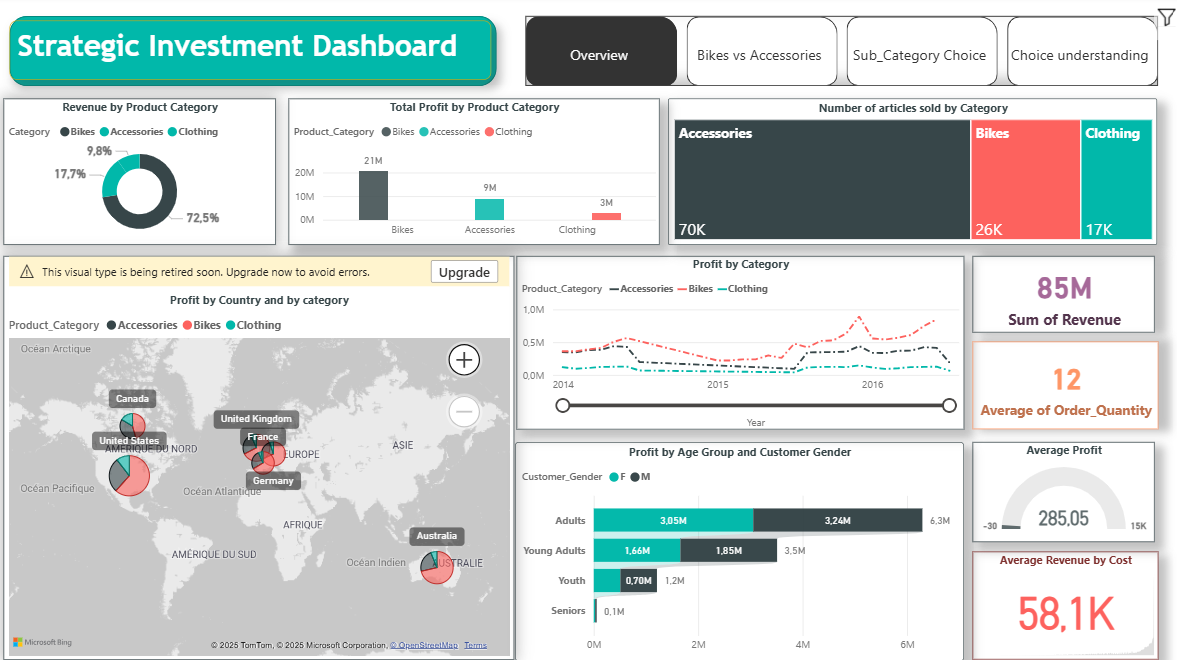 Strategic Investment Dashboard
Overview
Bikes vs Accessories
Sub_Category Choice
Choice understanding
Revenue by Product Category
Category Bikes Accessories Clothing
9,8%
17,7%
72,5%
Total Profit by Product Category
Product_Category Bikes Accessories Clothing
20M
10M
0M
21M
9M
3M
Bikes Accessories Clothing
Number of articles sold by Category
Accessories
70K
Bikes
26K
Clothing
17K
This visual type is being retired soon. Upgrade now to avoid errors.
Upgrade
Profit by Country and by category
Product_Category Accessories Bikes Clothing
Océan Arctique
Canada
United States
AMÉRIQUE DU NORD
United Kingdom
France
EUROPE
Germany
ASIE
Océan Pacifique
Océan Atlantique
AFRIQUE
AMÉRIQUE DU SUD
Océan Indien
Australia
Microsoft Bing
© 2025 TomTom, © 2025 Microsoft Corporation, © OpenStreetMap Terms
Profit by Category
Product_Category Accessories Bikes Clothing
1,0M
0,5M
0,0M
2014 2015 2016
Year
85M
Sum of Revenue
12
Average of Order_Quantity
Profit by Age Group and Customer Gender
Customer_Gender F M
Adults 3,05M 3,24M 6,3M
Young Adults 1,66M 1,85M 3,5M
Youth 0,70M 1,2M
Seniors 0,1M
0M 2M 4M 6M
Average Profit
-30 285,05 15K
Average Revenue by Cost
58,1K